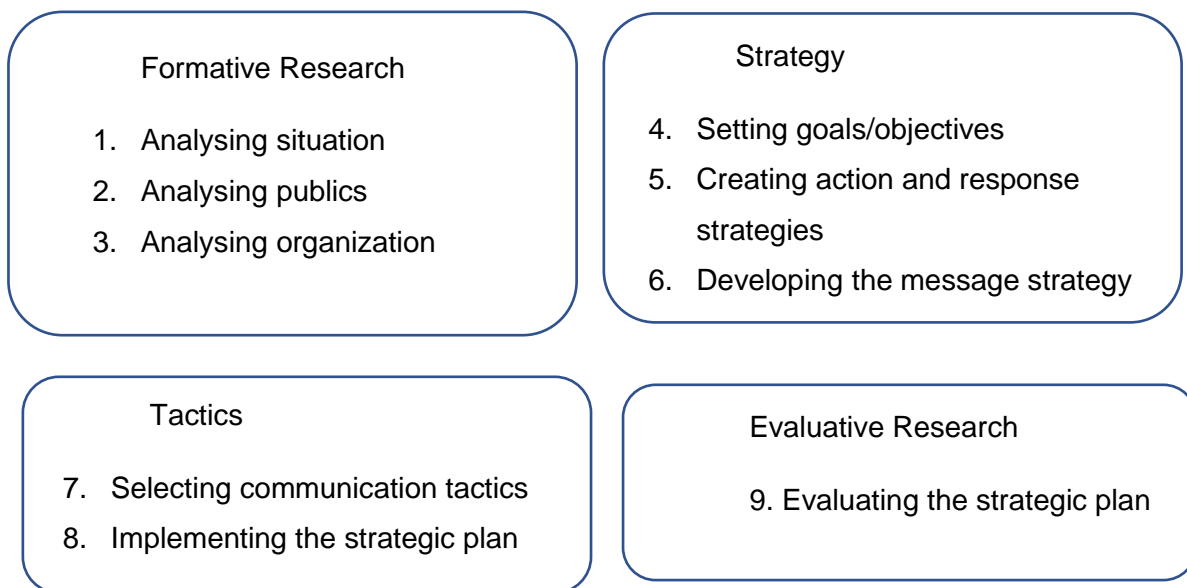 Formative Research
1. Analysing situation
2. Analysing publics
3. Analysing organization
Strategy
4. Setting goals/objectives
5. Creating action and response
strategies
6. Developing the message strategy
Tactics
7. Selecting communication tactics
8. Implementing the strategic plan
Evaluative Research
9. Evaluating the strategic plan